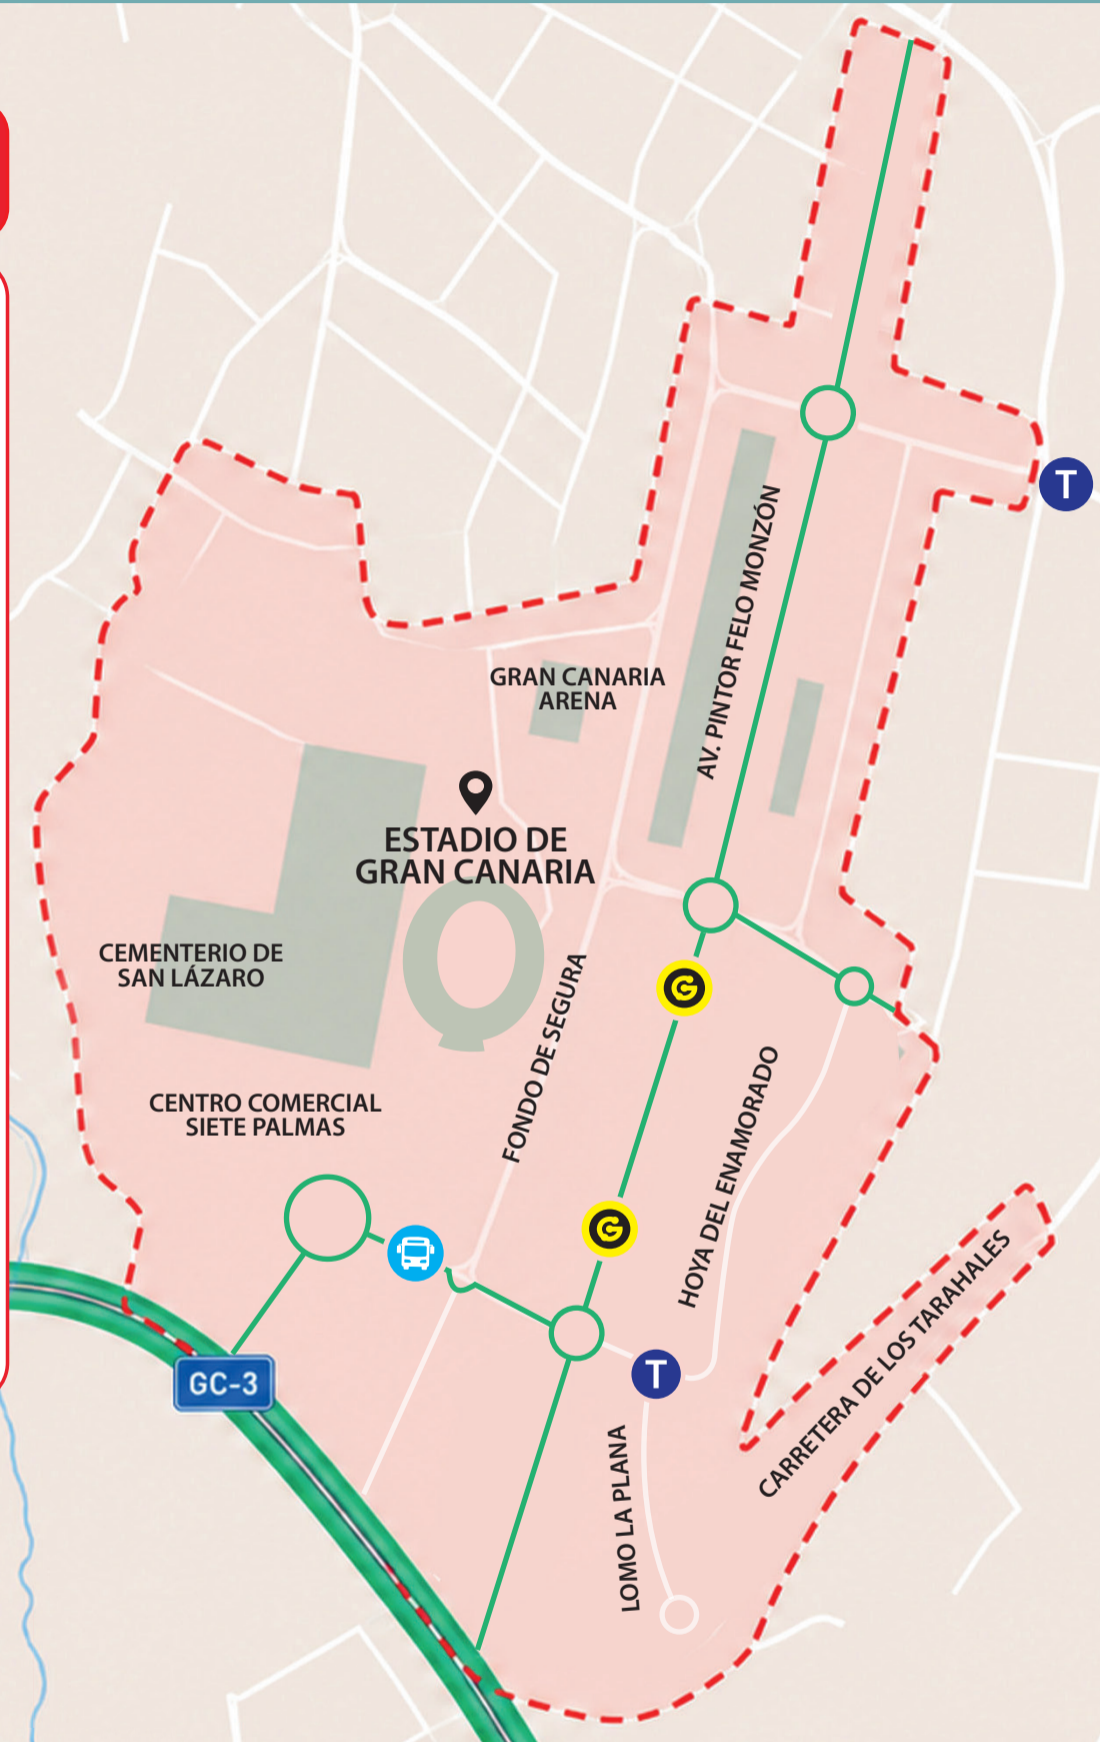 T
AV. PINTOR FELO MONZÓN
GRAN CANARIA
ARENA
ESTADIO DE
GRAN CANARIA
CEMENTERIO DE
SAN LÁZARO
G
FONDO DE SEGURA
HOYA DEL ENAMORADO
CENTRO COMERCIAL
SIETE PALMAS
G
CARRETERA DE LOS TARAHALES
GC-3
T
LOMO LA PLANA